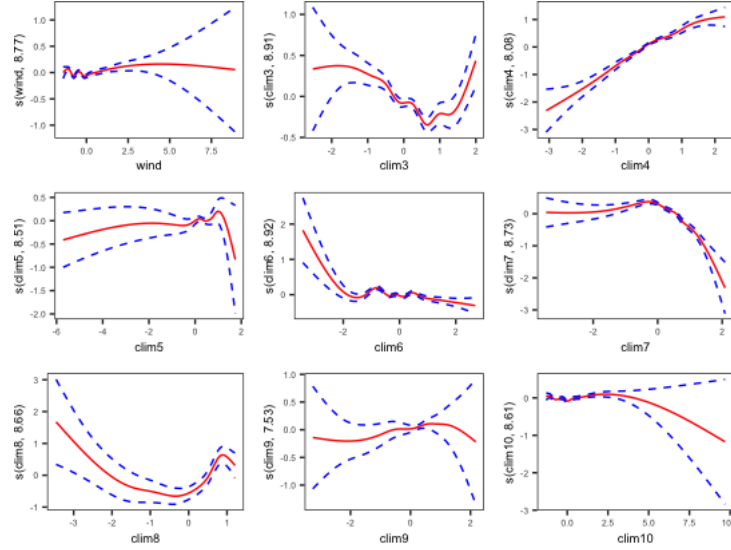 s(wind, 8.77)
1.0
0.5
0.0
-0.5
-1.0
0.0 2.5 5.0 7.5
wind
s(clim3, 8.91)
1.0
0.5
0.0
-0.5
-2 -1 0 1 2
clim3
s(clim4, 8.08)
1
0
-1
-2
-3
-3 -2 -1 0 1 2
clim4
s(clim5, 8.51)
0.5
0.0
-0.5
-1.0
-1.5
-2.0
-6 -4 -2 0 2
clim5
s(clim6, 8.92)
2
1
0
-2 0 2
clim6
s(clim7, 8.73)
0
-1
-2
-3
-2 0 2
clim7
s(clim8, 8.66)
3
2
1
0
-1
-3 -2 -1 0 1
clim8
s(clim9, 7.53)
1.0
0.5
0.0
-0.5
-1.0
-2 0 2
clim9
s(clim10, 8.61)
0
-1
-2
-3
0.0 2.5 5.0 7.5 10
clim10